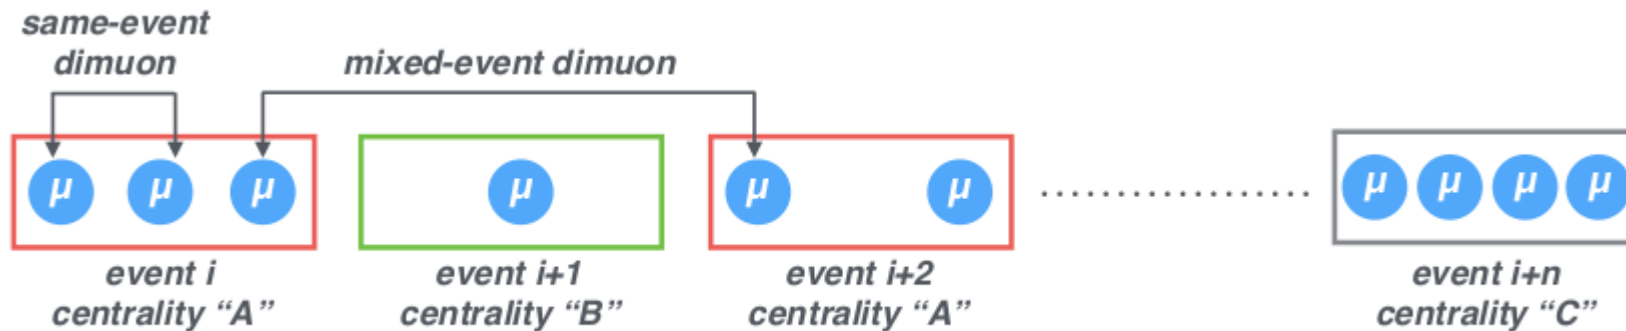 same-event
dimuon
mixed-event dimuon
μ μ μ
μ
μ μ
μ μ μ μ
event i
centrality “A”
event i+1
centrality “B”
event i+2
centrality “A”
event i+n
centrality “C”